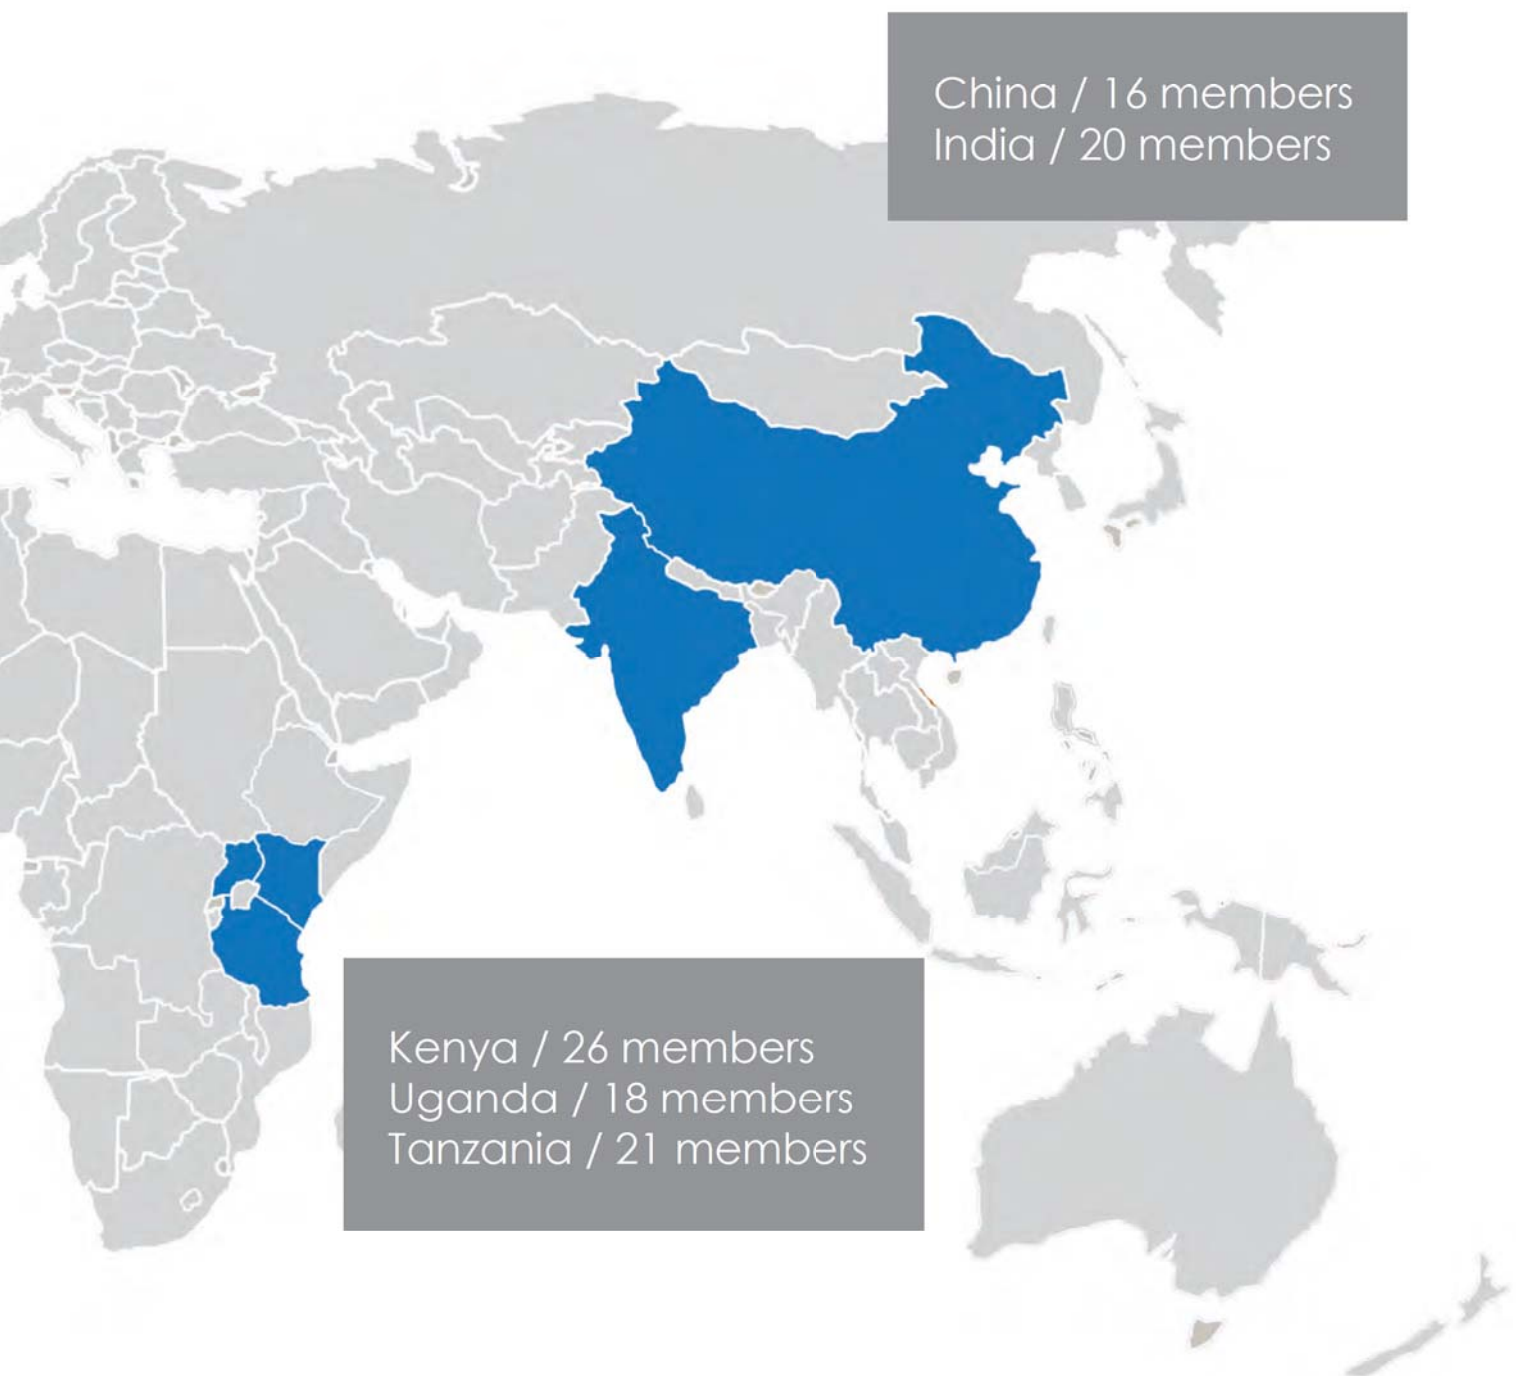 China / 16 members
India / 20 members
Kenya / 26 members
Uganda / 18 members
Tanzania / 21 members